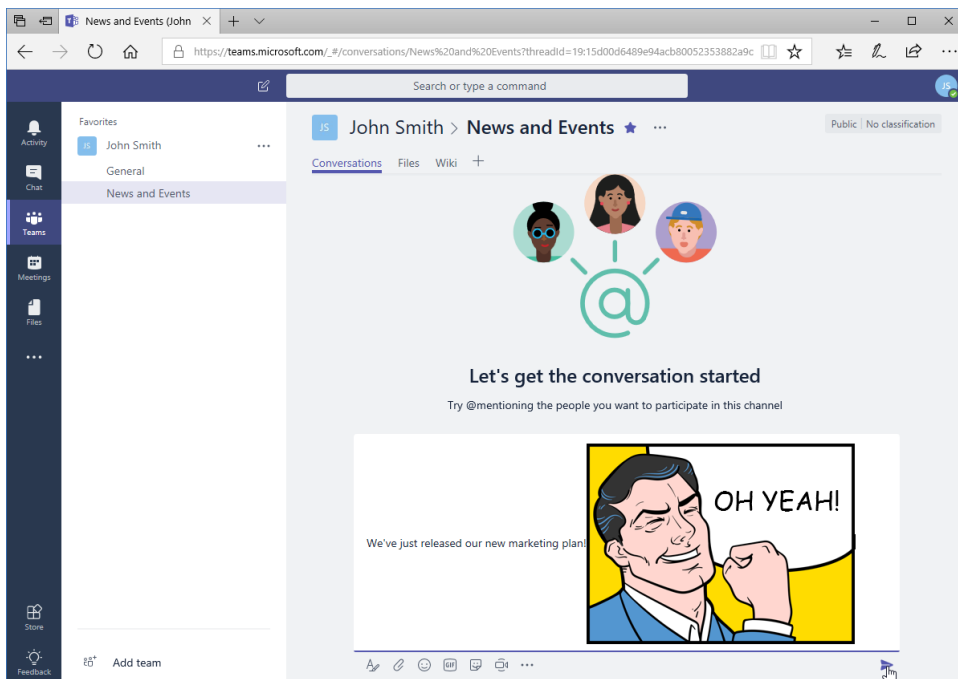 News and Events (John
https://teams.microsoft.com/_#/conversations/News%20and%20Events?threadId=19:15d00d6489e94acb80052353882a9c
Search or type a command
JS
Activity
Chat
Teams
Meetings
Files
Store
Feedback
Favorites
JS John Smith
General
News and Events
Add team
JS John Smith > News and Events
Public No classification
Conversations Files Wiki
@
Let's get the conversation started
Try @mentioning the people you want to participate in this channel
We've just released our new marketing plan!
OH YEAH!
GIF